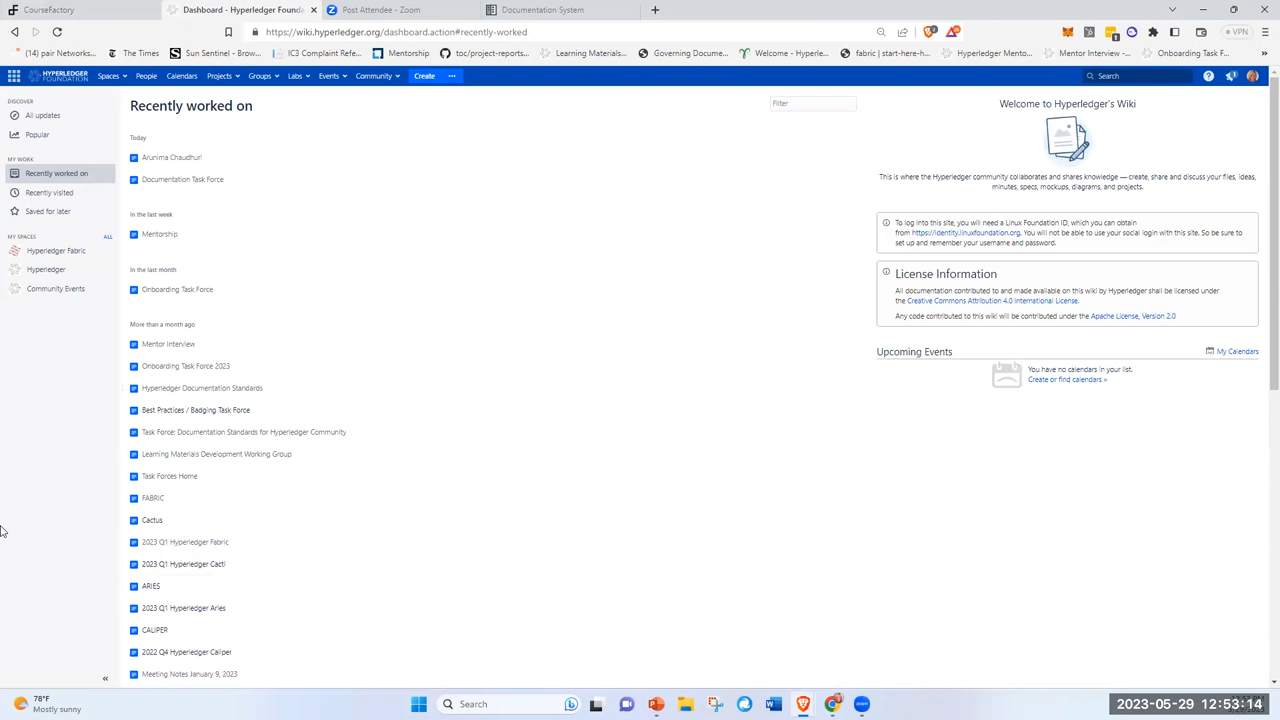 CourseFactory
Dashboard - Hyperledger Founda
Post Attendee - Zoom
Documentation System
https://wiki.hyperledger.org/dashboard.action#recently-worked
VPN
(14) pair Networks...
The Times
Sun Sentinel - Broa...
IC3 Complaint Refe...
Mentorship
toc/project-reports...
Learning Materials...
Governing Docume...
Welcome - Hyperle...
fabric | start-here-h...
Hyperledger Mento...
Mentor Interview -...
Onboarding Task F...
HYPERLEDGER FOUNDATION
Spaces
People
Calendars
Projects
Groups
Labs
Events
Community
Create
Search
DISCOVER
All updates
Popular
MY WORK
Recently worked on
Recently visited
Saved for later
MY SPACES
ALL
Hyperledger Fabric
Hyperledger
Community Events
Recently worked on
Filter
Today
Arunima Chaudhuri
Documentation Task Force
In the last week
Mentorship
In the last month
Onboarding Task Force
More than a month ago
Mentor Interview
Onboarding Task Force 2023
Hyperledger Documentation Standards
Best Practices / Badging Task Force
Task Force: Documentation Standards for Hyperledger Community
Learning Materials Development Working Group
Task Forces Home
FABRIC
Cactus
2023 Q1 Hyperledger Fabric
2023 Q1 Hyperledger Cacti
ARIES
2023 Q1 Hyperledger Aries
CALIPER
2022 Q4 Hyperledger Caliper
Meeting Notes January 9, 2023
Welcome to Hyperledger's Wiki
This is where the Hyperledger community collaborates and shares knowledge — create, share and discuss your files, ideas,
minutes, specs, mockups, diagrams, and projects.
To log into this site, you will need a Linux Foundation ID, which you can obtain
from https://identity.linuxfoundation.org. You will not be able to use your social login with this site. So be sure to
set up and remember your username and password.
License Information
All documentation contributed to and made available on this wiki by Hyperledger shall be licensed under
the Creative Commons Attribution 4.0 International License.
Any code contributed to this wiki will be contributed under the Apache License, Version 2.0
Upcoming Events
My Calendars
You have no calendars in your list.
Create or find calendars »
78°F
Mostly sunny
Search
2023-05-29 12:53:14